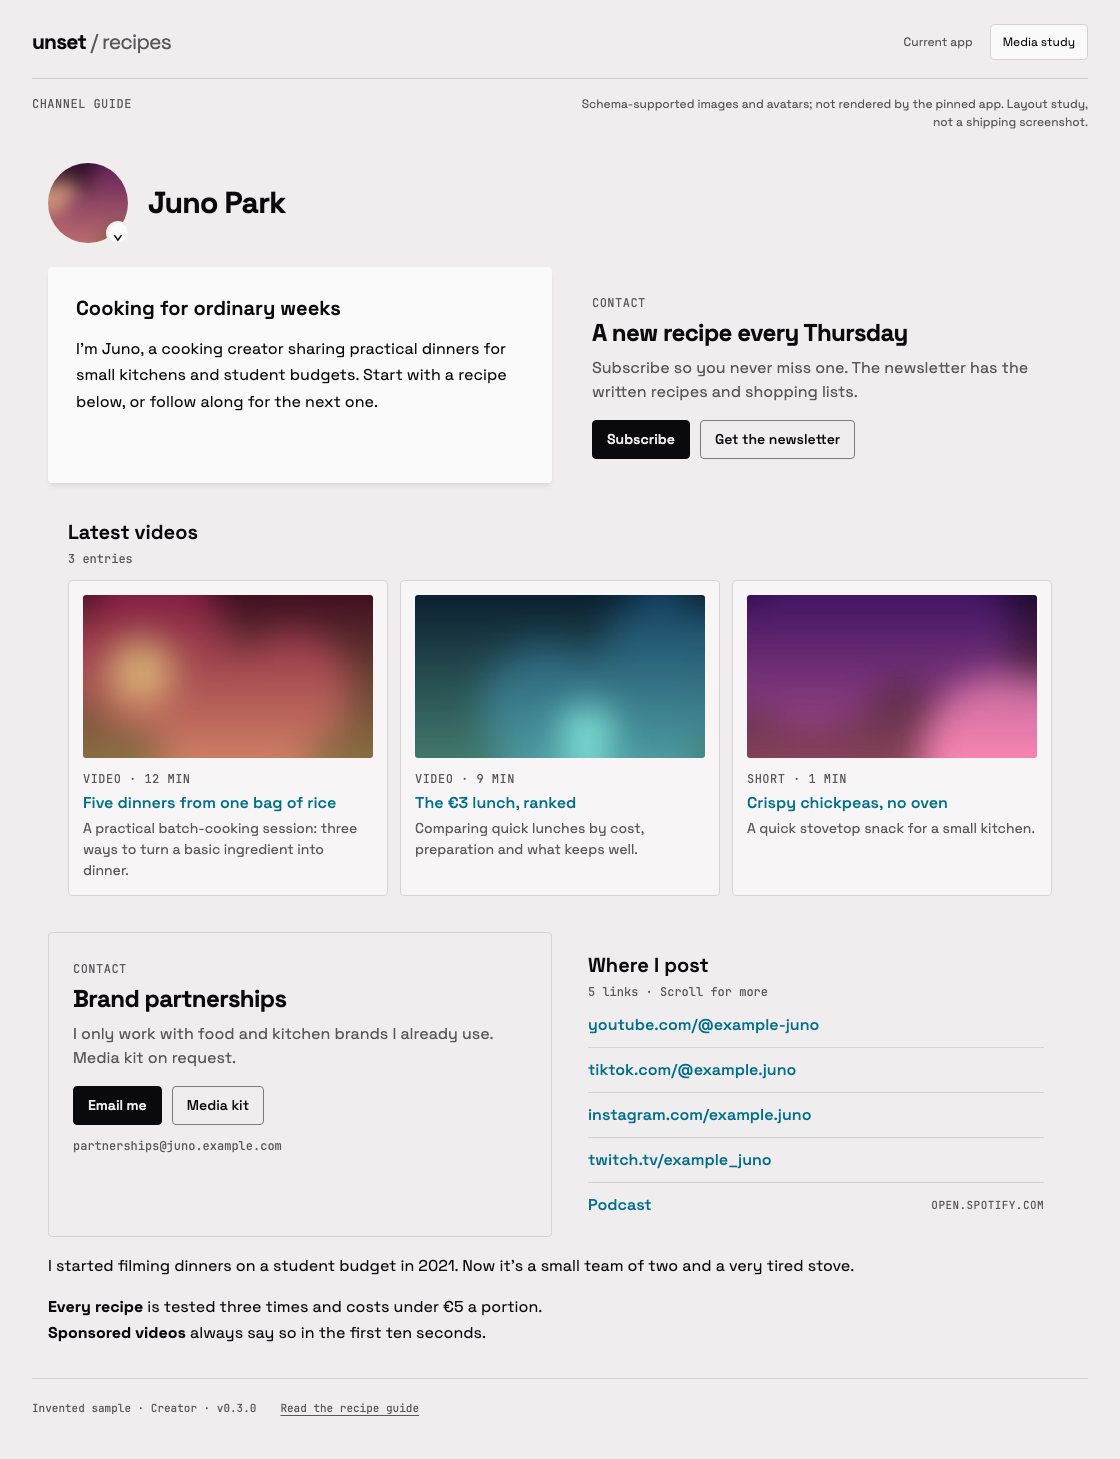 unset / recipes
Current app
Media study
CHANNEL GUIDE
Schema-supported images and avatars; not rendered by the pinned app. Layout study,
not a shipping screenshot.
Juno Park
Cooking for ordinary weeks
I'm Juno, a cooking creator sharing practical dinners for
small kitchens and student budgets. Start with a recipe
below, or follow along for the next one.
CONTACT
A new recipe every Thursday
Subscribe so you never miss one. The newsletter has the
written recipes and shopping lists.
Subscribe
Get the newsletter
Latest videos
3 entries
VIDEO · 12 MIN
Five dinners from one bag of rice
A practical batch-cooking session: three
ways to turn a basic ingredient into
dinner.
VIDEO · 9 MIN
The €3 lunch, ranked
Comparing quick lunches by cost,
preparation and what keeps well.
SHORT · 1 MIN
Crispy chickpeas, no oven
A quick stovetop snack for a small kitchen.
CONTACT
Brand partnerships
I only work with food and kitchen brands I already use.
Media kit on request.
Email me
Media kit
partnerships@juno.example.com
Where I post
5 links · Scroll for more
youtube.com/@example-juno
tiktok.com/@example.juno
instagram.com/example.juno
twitch.tv/example_juno
Podcast
OPEN.SPOTIFY.COM
I started filming dinners on a student budget in 2021. Now it's a small team of two and a very tired stove.
Every recipe is tested three times and costs under €5 a portion.
Sponsored videos always say so in the first ten seconds.
Invented sample · Creator · v0.3.0
Read the recipe guide